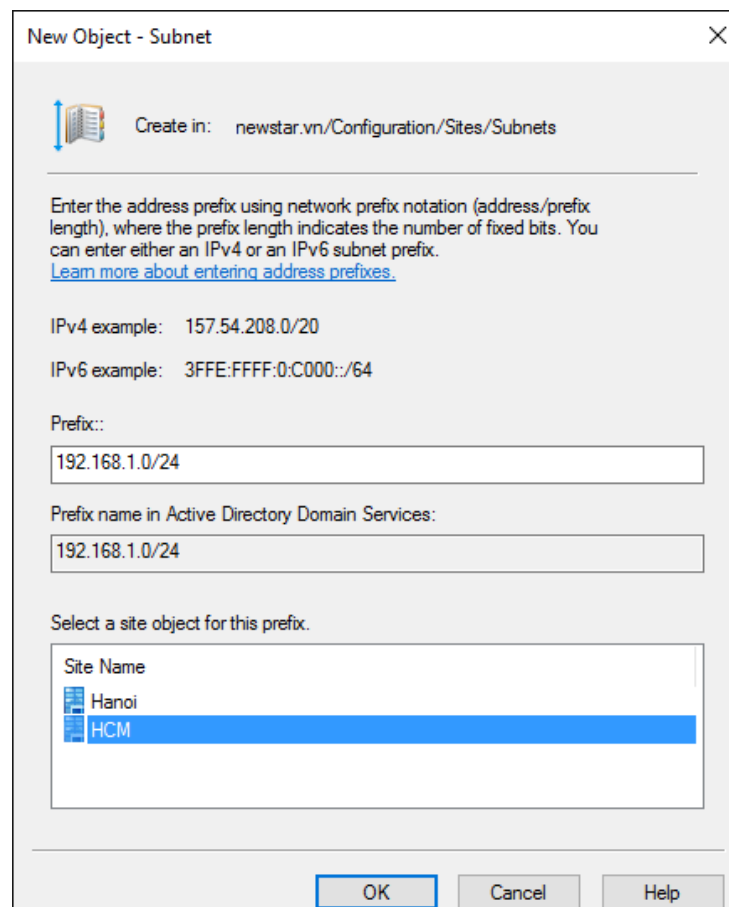 New Object - Subnet
Create in: newstar.vn/Configuration/Sites/Subnets
Enter the address prefix using network prefix notation (address/prefix
length), where the prefix length indicates the number of fixed bits. You
can enter either an IPv4 or an IPv6 subnet prefix.
Learn more about entering address prefixes.
IPv4 example: 157.54.208.0/20
IPv6 example: 3FFE:FFFF:0:C000::/64
Prefix::
192.168.1.0/24
Prefix name in Active Directory Domain Services:
192.168.1.0/24
Select a site object for this prefix.
Site Name
Hanoi
HCM
OK Cancel Help